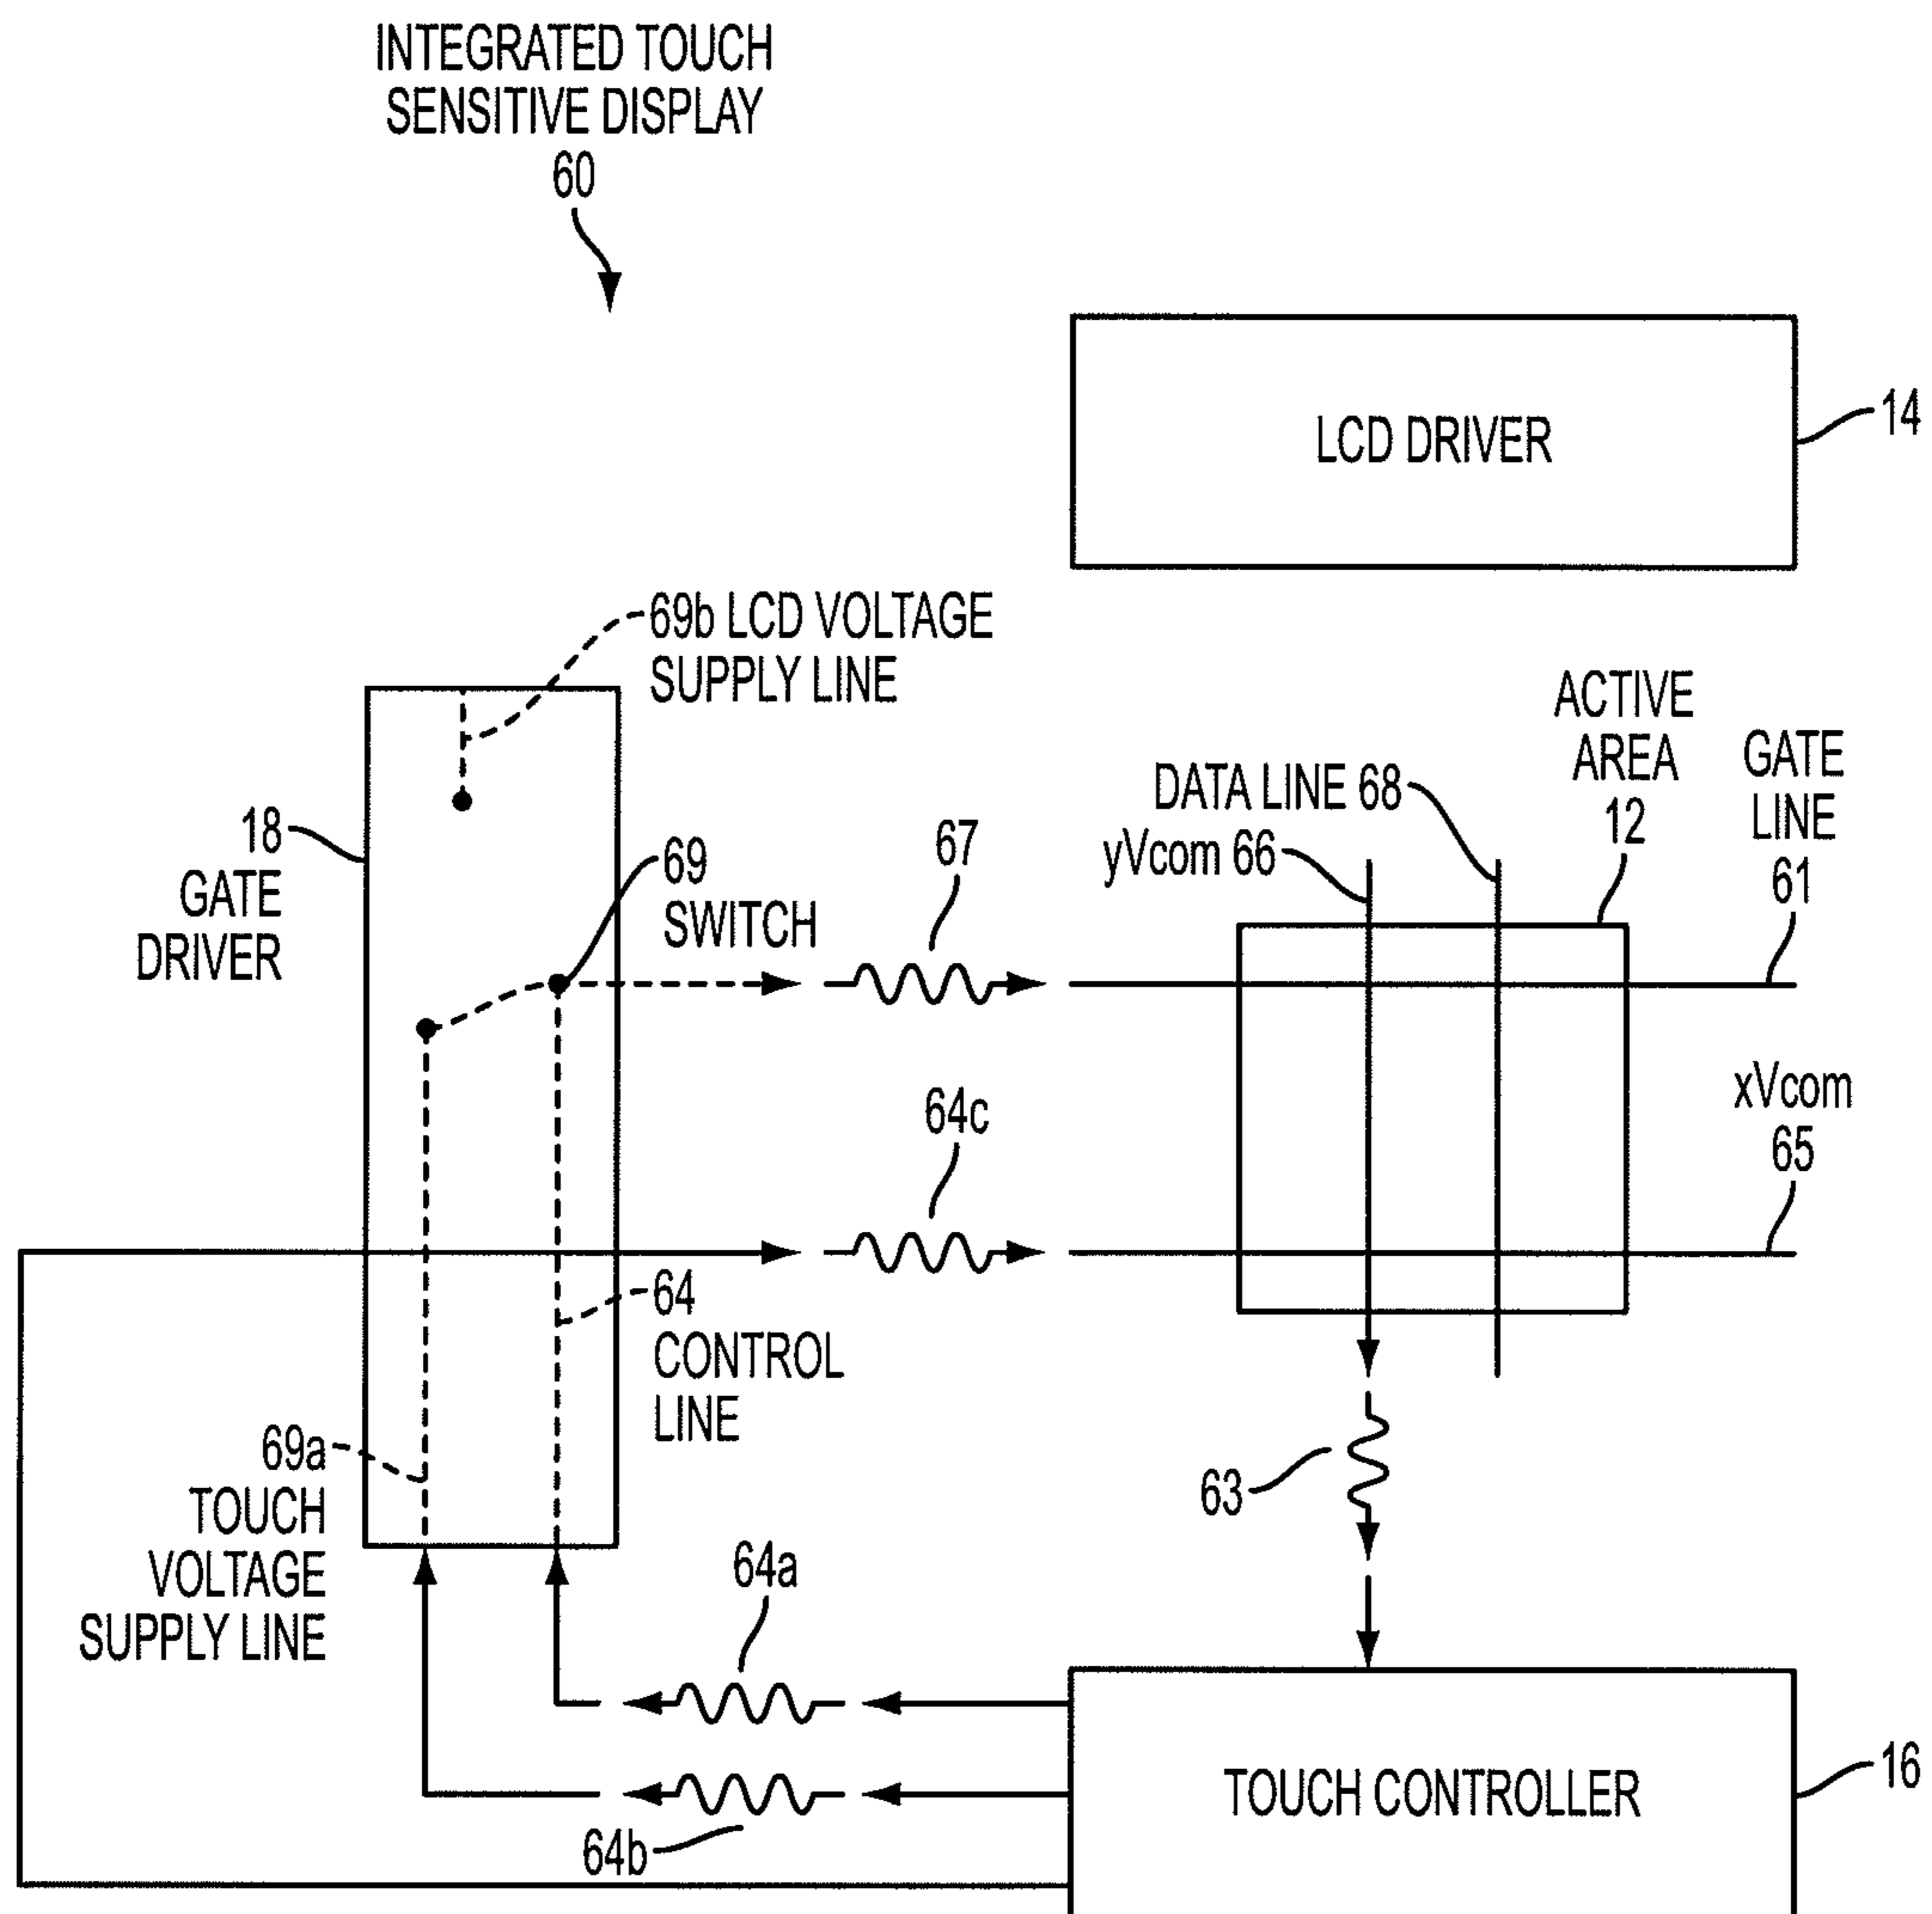 INTEGRATED TOUCH
SENSITIVE DISPLAY
60
LCD DRIVER
14
69b LCD VOLTAGE
SUPPLY LINE
ACTIVE
AREA
12
GATE
LINE
61
DATA LINE 68
yVcom 66
18
GATE
DRIVER
69
SWITCH
67
64c
xVcom
65
64
CONTROL
LINE
69a
TOUCH
VOLTAGE
SUPPLY LINE
63
64a
64b
TOUCH CONTROLLER
16